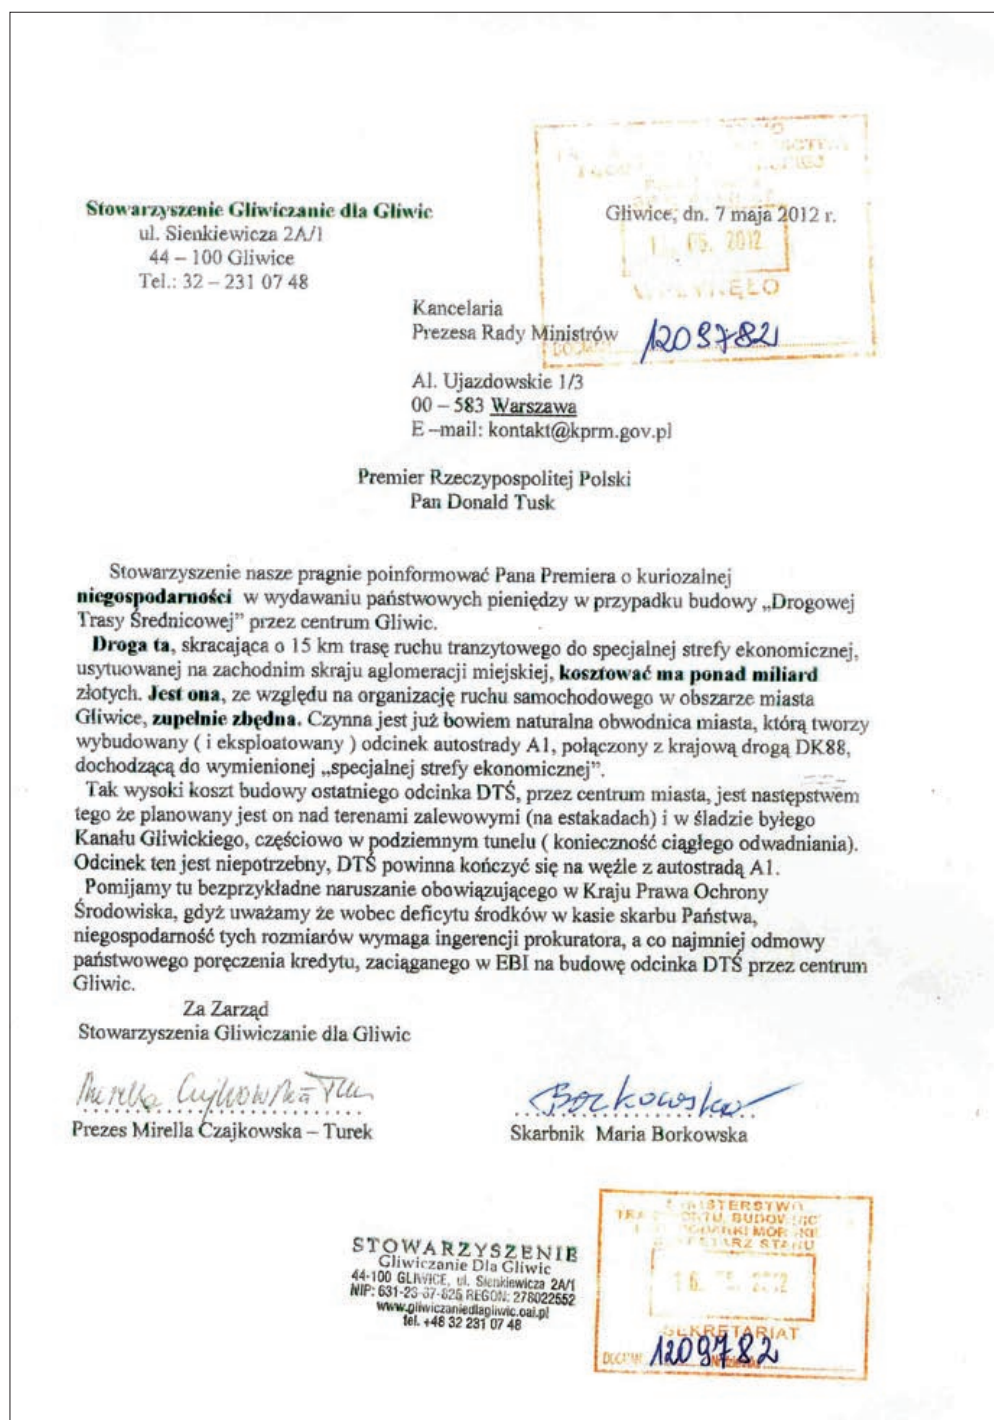 Stowarzyszenie Gliwiczanie dla Gliwic
ul. Sienkiewicza 2A/1
44 – 100 Gliwice
Tel.: 32 – 231 07 48
Gliwice, dn. 7 maja 2012 r.
05. 2012
1209782
Kancelaria
Prezesa Rady Ministrów
Al. Ujazdowskie 1/3
00 – 583 Warszawa
E –mail: kontakt@kprm.gov.pl
Premier Rzeczypospolitej Polski
Pan Donald Tusk
Stowarzyszenie nasze pragnie poinformować Pana Premiera o kuriozalnej
niegospodarności w wydawaniu państwowych pieniędzy w przypadku budowy „Drogowej
Trasy Średnicowej” przez centrum Gliwic.
Droga ta, skracająca o 15 km trasę ruchu tranzytowego do specjalnej strefy ekonomicznej,
usytuowanej na zachodnim skraju aglomeracji miejskiej, kosztować ma ponad miliard
złotych. Jest ona, ze względu na organizację ruchu samochodowego w obszarze miasta
Gliwice, zupełnie zbędna. Czynna jest już bowiem naturalna obwodnica miasta, którą tworzy
wybudowany ( i eksploatowany ) odcinek autostrady A1, połączony z krajową drogą DK88,
dochodzącą do wymienionej „specjalnej strefy ekonomicznej”.
Tak wysoki koszt budowy ostatniego odcinka DTŚ, przez centrum miasta, jest następstwem
tego że planowany jest on nad terenami zalewowymi (na estakadach) i w śladzie byłego
Kanału Gliwickiego, częściowo w podziemnym tunelu ( konieczność ciągłego odwadniania).
Odcinek ten jest niepotrzebny, DTŚ powinna kończyć się na węźle z autostradą A1.
Pomijamy tu bezprzykładne naruszanie obowiązującego w Kraju Prawa Ochrony
Środowiska, gdyż uważamy że wobec deficytu środków w kasie skarbu Państwa,
niegospodarność tych rozmiarów wymaga ingerencji prokuratora, a co najmniej odmowy
państwowego poręczenia kredytu, zaciąganego w EBI na budowę odcinka DTŚ przez centrum
Gliwic.
Za Zarząd
Stowarzyszenia Gliwiczanie dla Gliwic
Borkowska
Prezes Mirella Czajkowska – Turek
Skarbnik Maria Borkowska
STOWARZYSZENIE
Gliwiczanie Dla Gliwic
44-100 GLIWICE, ul. Sienkiewicza 2A/1
NIP: 631-23-37-826 REGON: 278022552
www.gliwiczaniedlagliwic.oai.pl
tel. +48 32 231 07 48
SEKRETARIAT
1209782